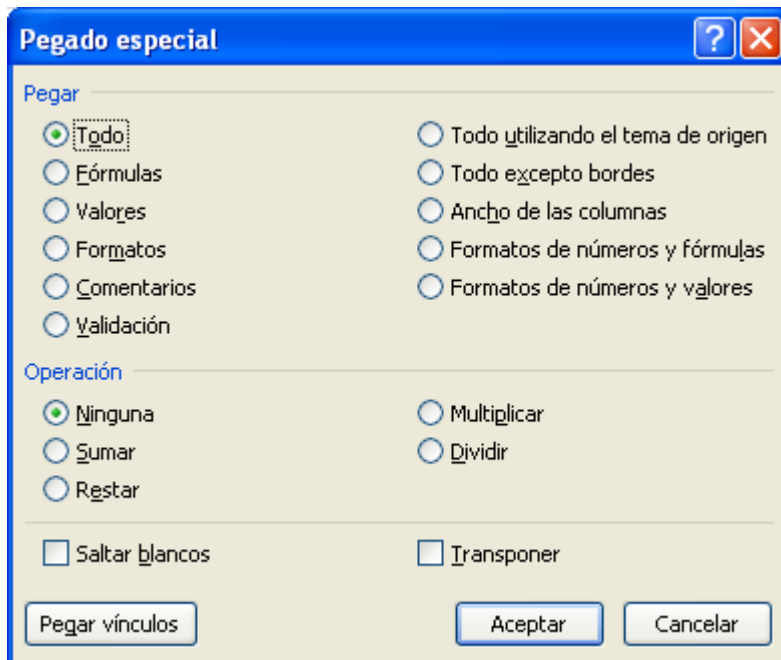 Pegado especial
Pegar
Todo
Todo utilizando el tema de origen
Fórmulas
Todo excepto bordes
Valores
Ancho de las columnas
Formatos
Formatos de números y fórmulas
Comentarios
Formatos de números y valores
Validación
Operación
Ninguna
Multiplicar
Sumar
Dividir
Restar
Saltar blancos
Transponer
Pegar vínculos
Aceptar
Cancelar